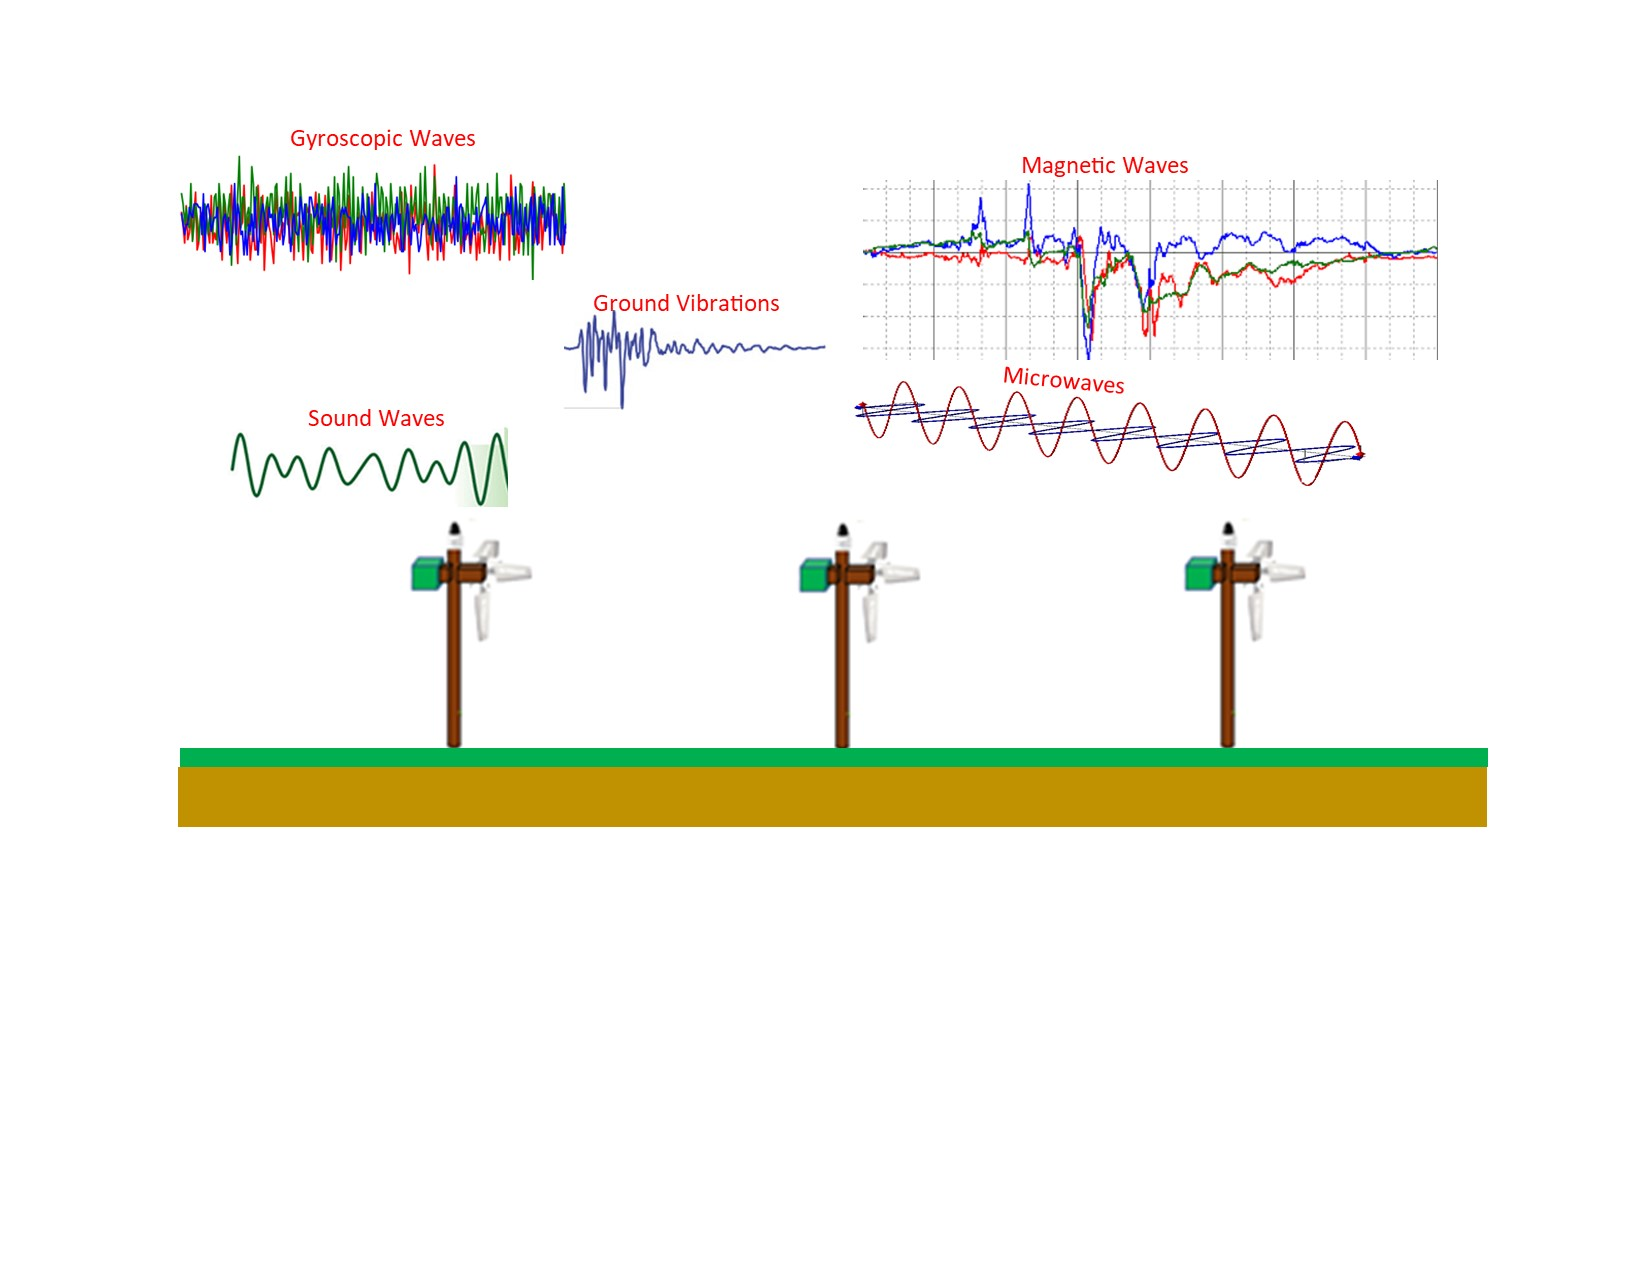 Gyroscopic Waves
Magnetic Waves
Ground Vibrations
Microwaves
Sound Waves